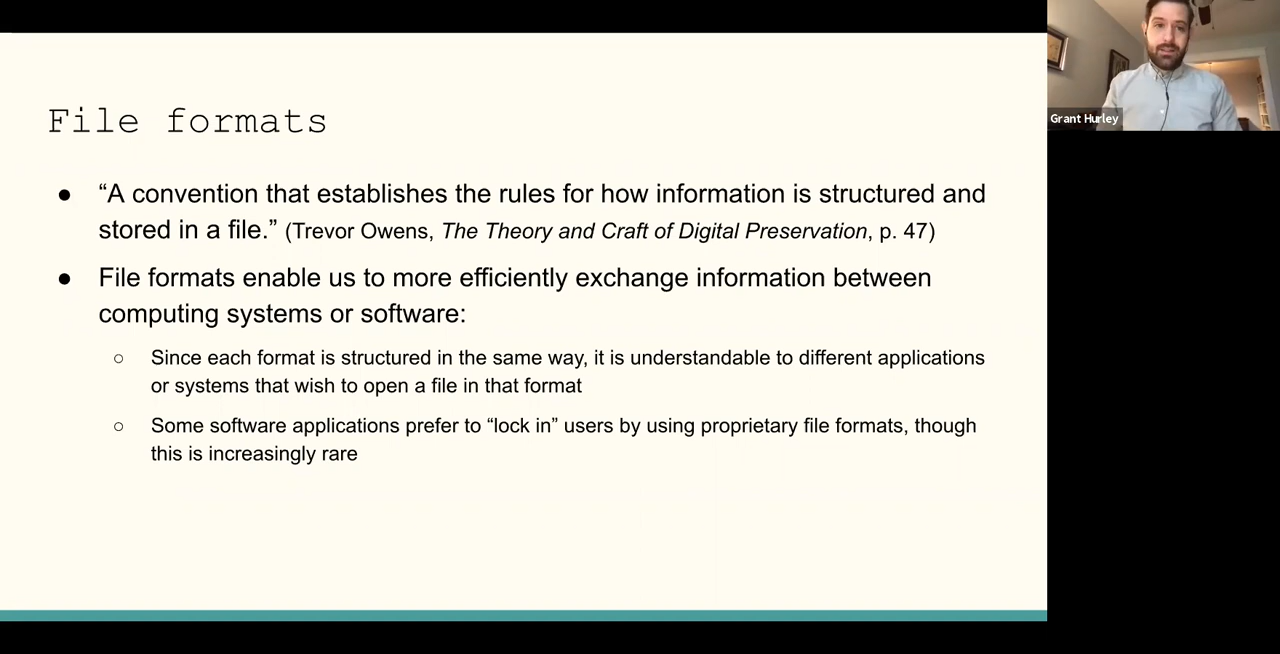 File formats
● “A convention that establishes the rules for how information is structured and
stored in a file.” (Trevor Owens, The Theory and Craft of Digital Preservation, p. 47)
● File formats enable us to more efficiently exchange information between
computing systems or software:
○ Since each format is structured in the same way, it is understandable to different applications
or systems that wish to open a file in that format
○ Some software applications prefer to “lock in” users by using proprietary file formats, though
this is increasingly rare
Grant Hurley